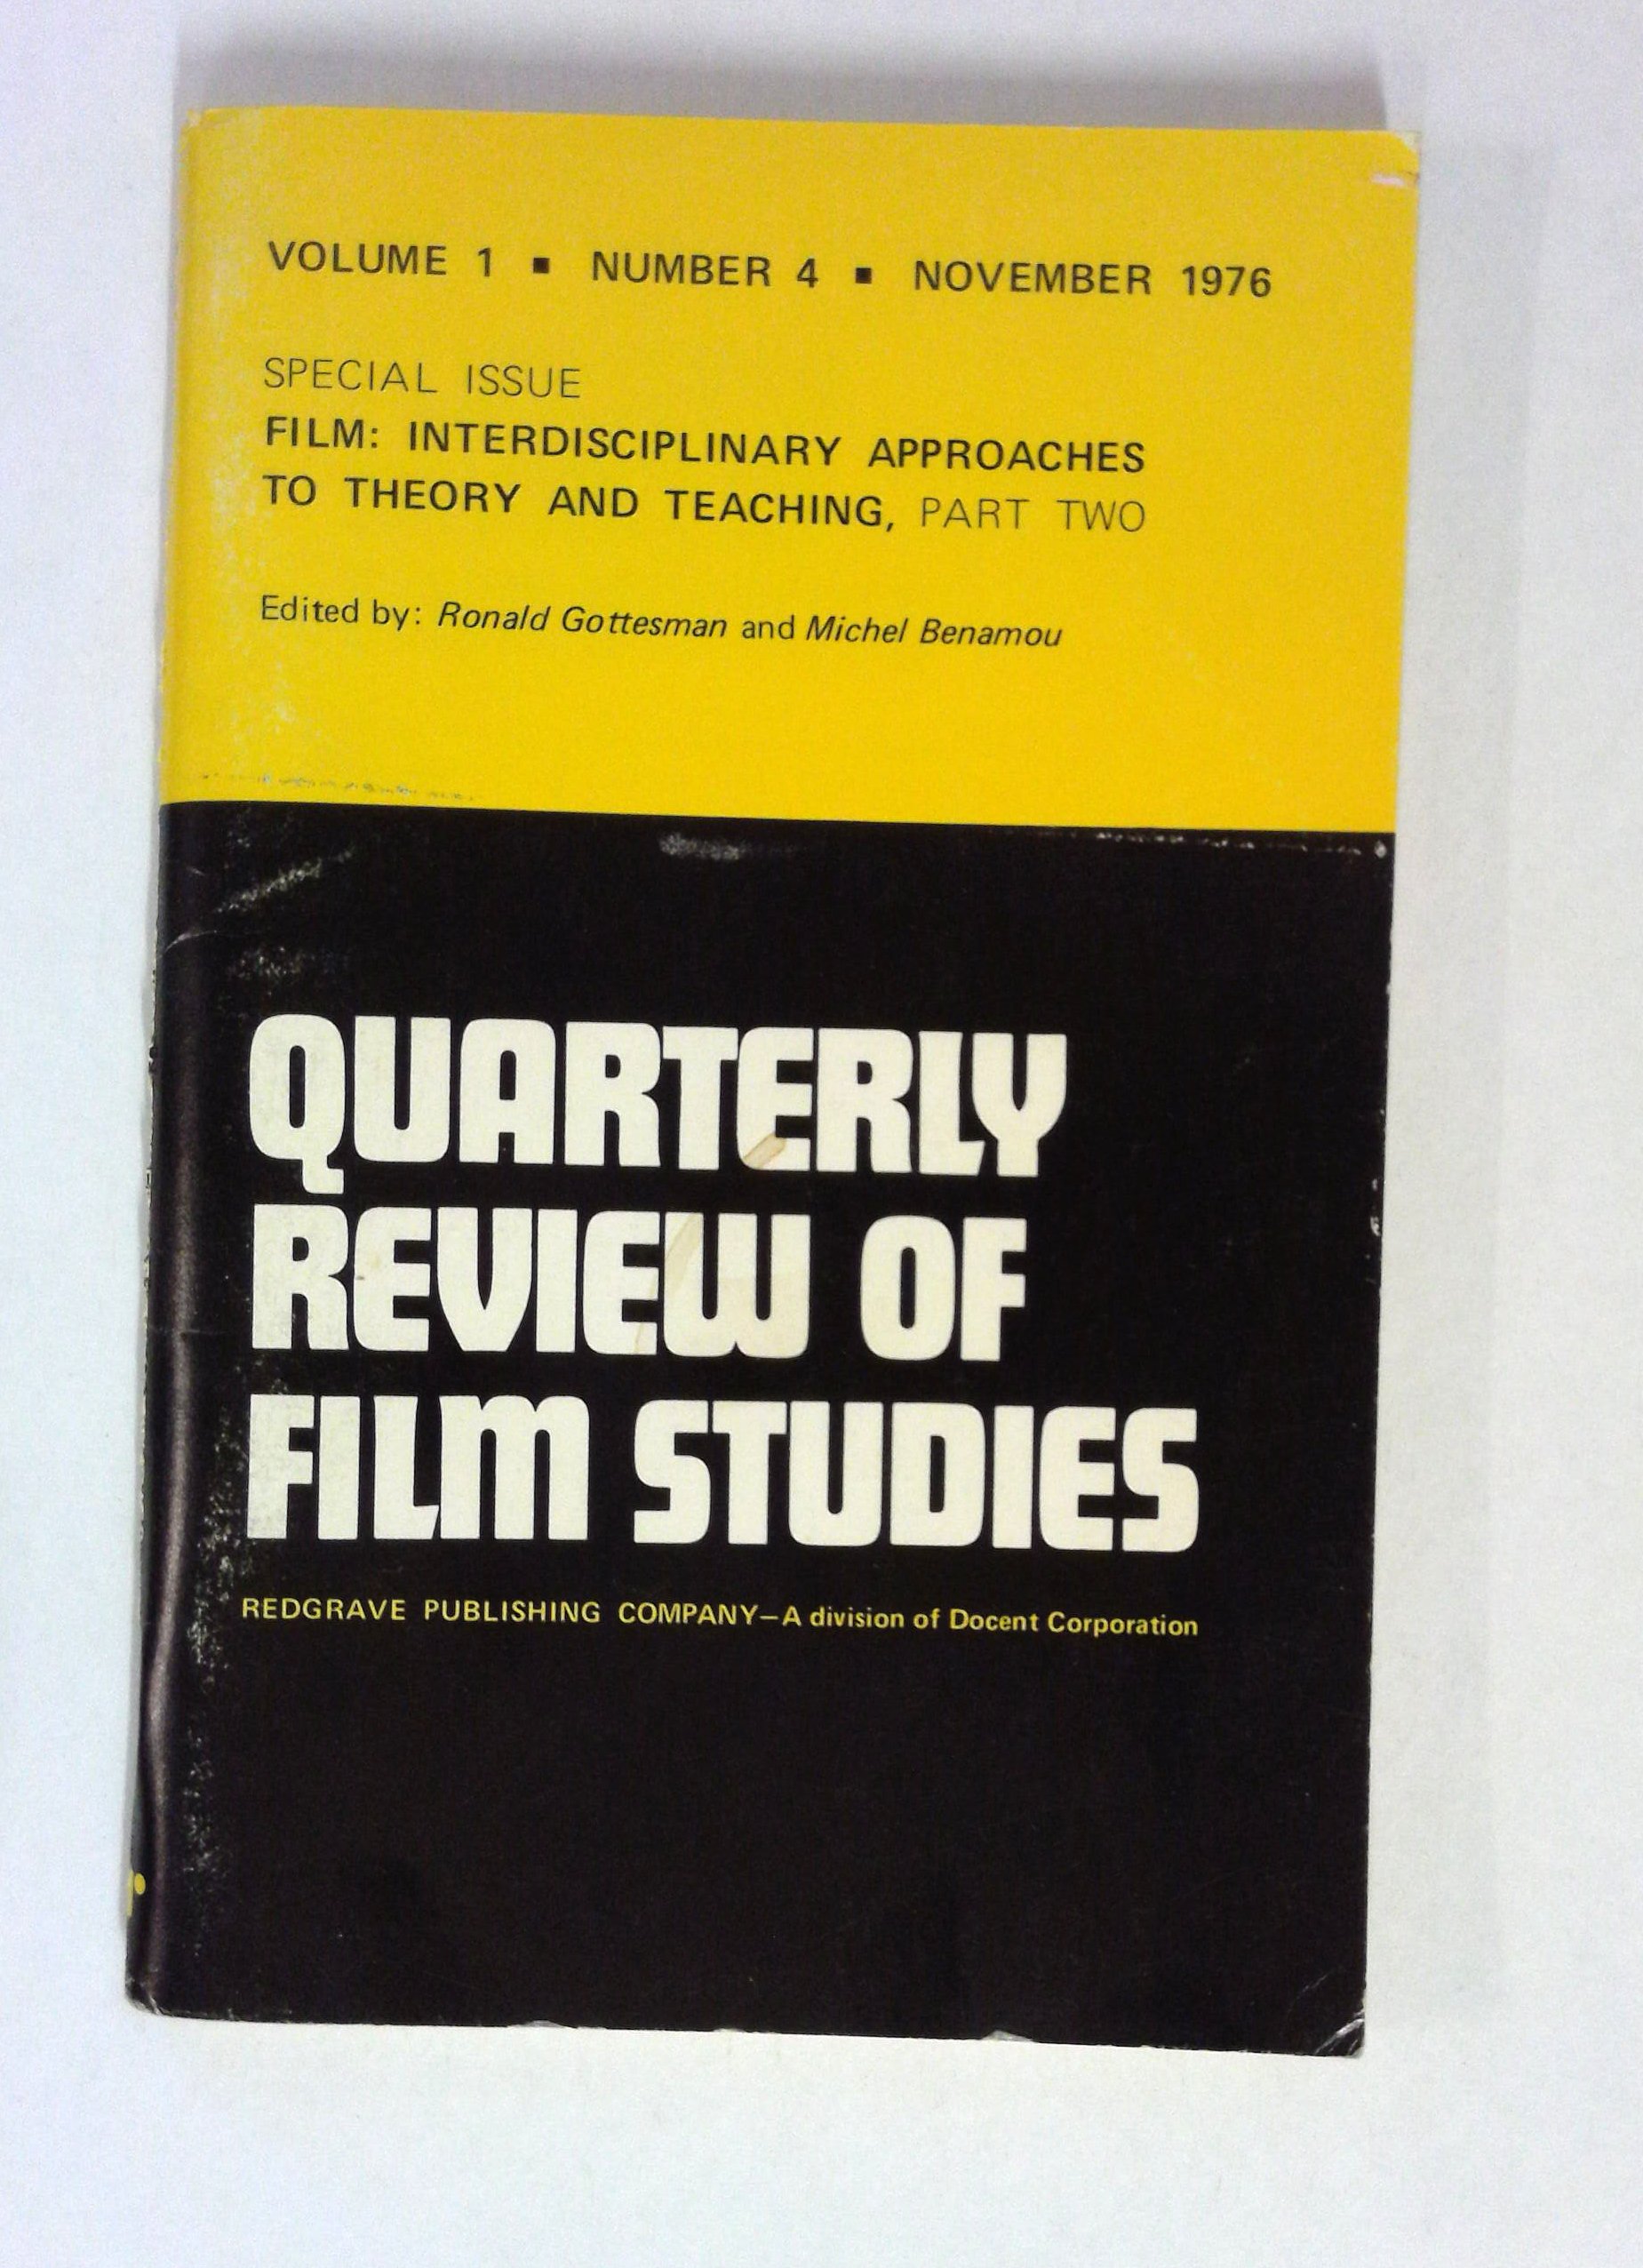 VOLUME 1 ▪ NUMBER 4 ▪ NOVEMBER 1976
SPECIAL ISSUE
FILM: INTERDISCIPLINARY APPROACHES
TO THEORY AND TEACHING, PART TWO
Edited by: Ronald Gottesman and Michel Benamou
QUARTERLY
REVIEW OF
FILM STUDIES
REDGRAVE PUBLISHING COMPANY—A division of Docent Corporation